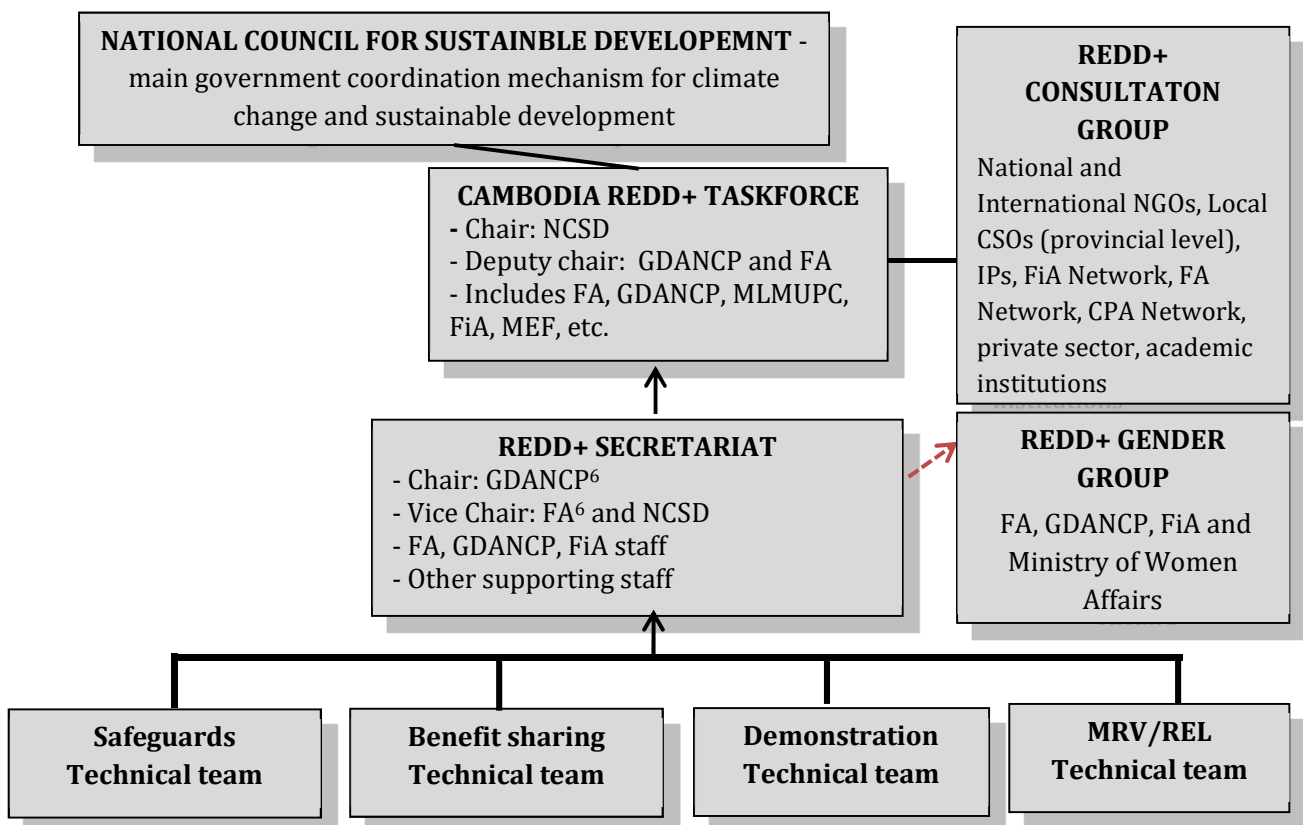 NATIONAL COUNCIL FOR SUSTAINBLE DEVELOPEMNT -
main government coordination mechanism for climate
change and sustainable development
REDD+
CONSULTATON
GROUP
National and
International NGOs, Local
CSOs (provincial level),
IPs, FiA Network, FA
Network, CPA Network,
private sector, academic
institutions
CAMBODIA REDD+ TASKFORCE
- Chair: NCSD
- Deputy chair: GDANCP and FA
- Includes FA, GDANCP, MLMUPC,
FiA, MEF, etc.
REDD+ SECRETARIAT
- Chair: GDANCP⁶
- Vice Chair: FA⁶ and NCSD
- FA, GDANCP, FiA staff
- Other supporting staff
REDD+ GENDER
GROUP
FA, GDANCP, FiA and
Ministry of Women
Affairs
Safeguards
Technical team
Benefit sharing
Technical team
Demonstration
Technical team
MRV/REL
Technical team